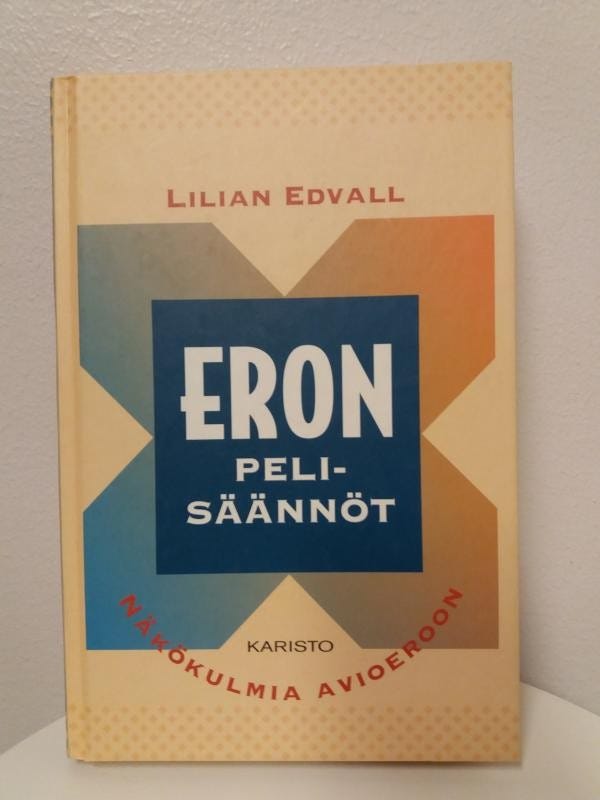 LILIAN EDVALL
ERON
PELI-
SÄÄNNÖT
KARISTO
NÄKÖKULMIA AVIOEROON